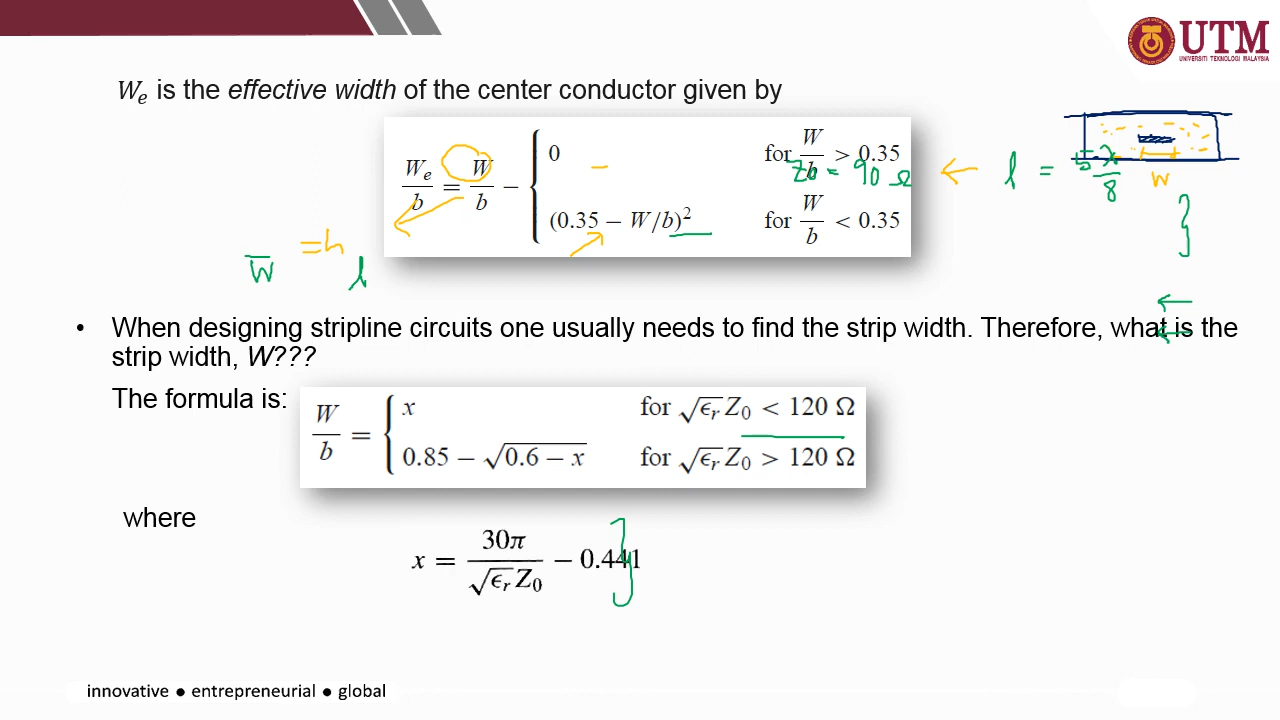 UTM
UNIVERSITI TEKNOLOGI MALAYSIA
W_e is the effective width of the center conductor given by
W_e/b = W/b − { 0 for W/b > 0.35
(0.35 − W/b)² for W/b < 0.35
Z0 = 90 Ω
l = 5λ/8
W
= h
W
l
• When designing stripline circuits one usually needs to find the strip width. Therefore, what is the
strip width, W???
The formula is:
W/b = { x for √ϵ_r Z_0 < 120 Ω
0.85 − √(0.6 − x) for √ϵ_r Z_0 > 120 Ω
where
x = 30π/(√ϵ_r Z_0) − 0.441
innovative ● entrepreneurial ● global